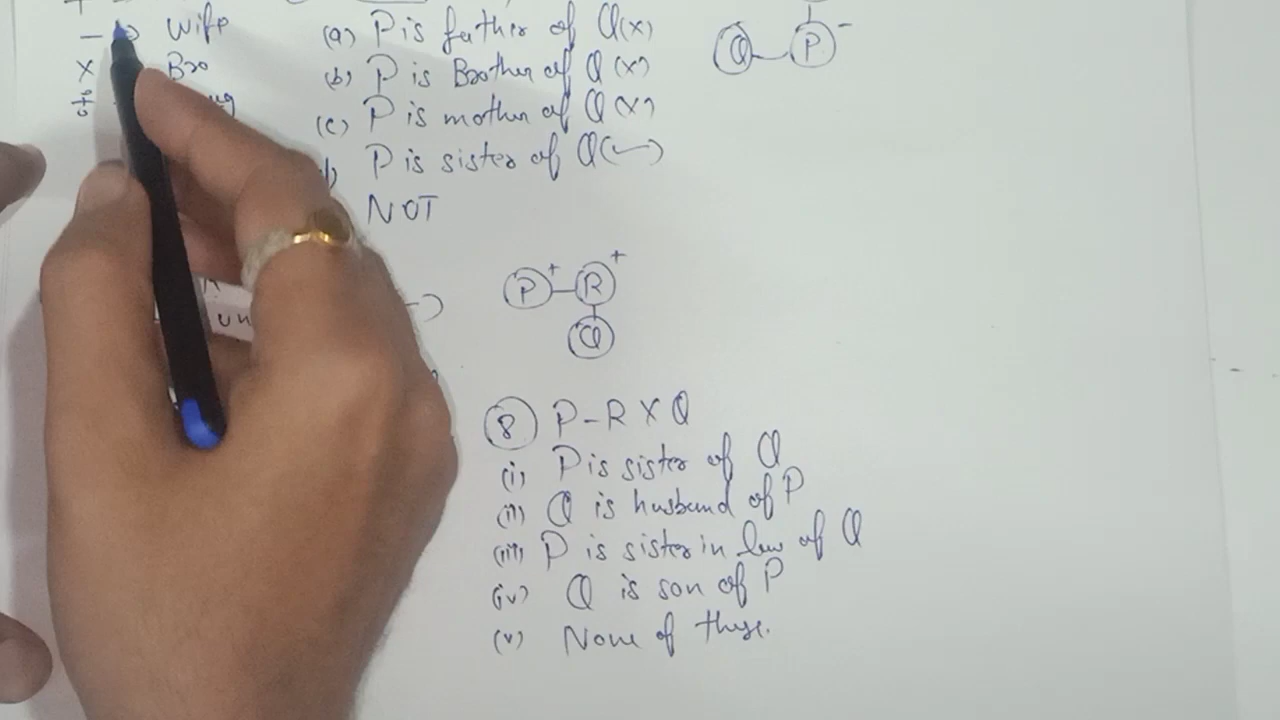 - Wife
x Bro
÷
(a) P is father of Q (x)
(b) P is Brother of Q (x)
(c) P is mother of Q (x)
P is sister of Q
NOT
Q P -
P + R +
Q
8 P - R X Q
(i) P is sister of Q
(ii) Q is husband of P
(iii) P is sister in law of Q
(iv) Q is son of P
(v) None of these.